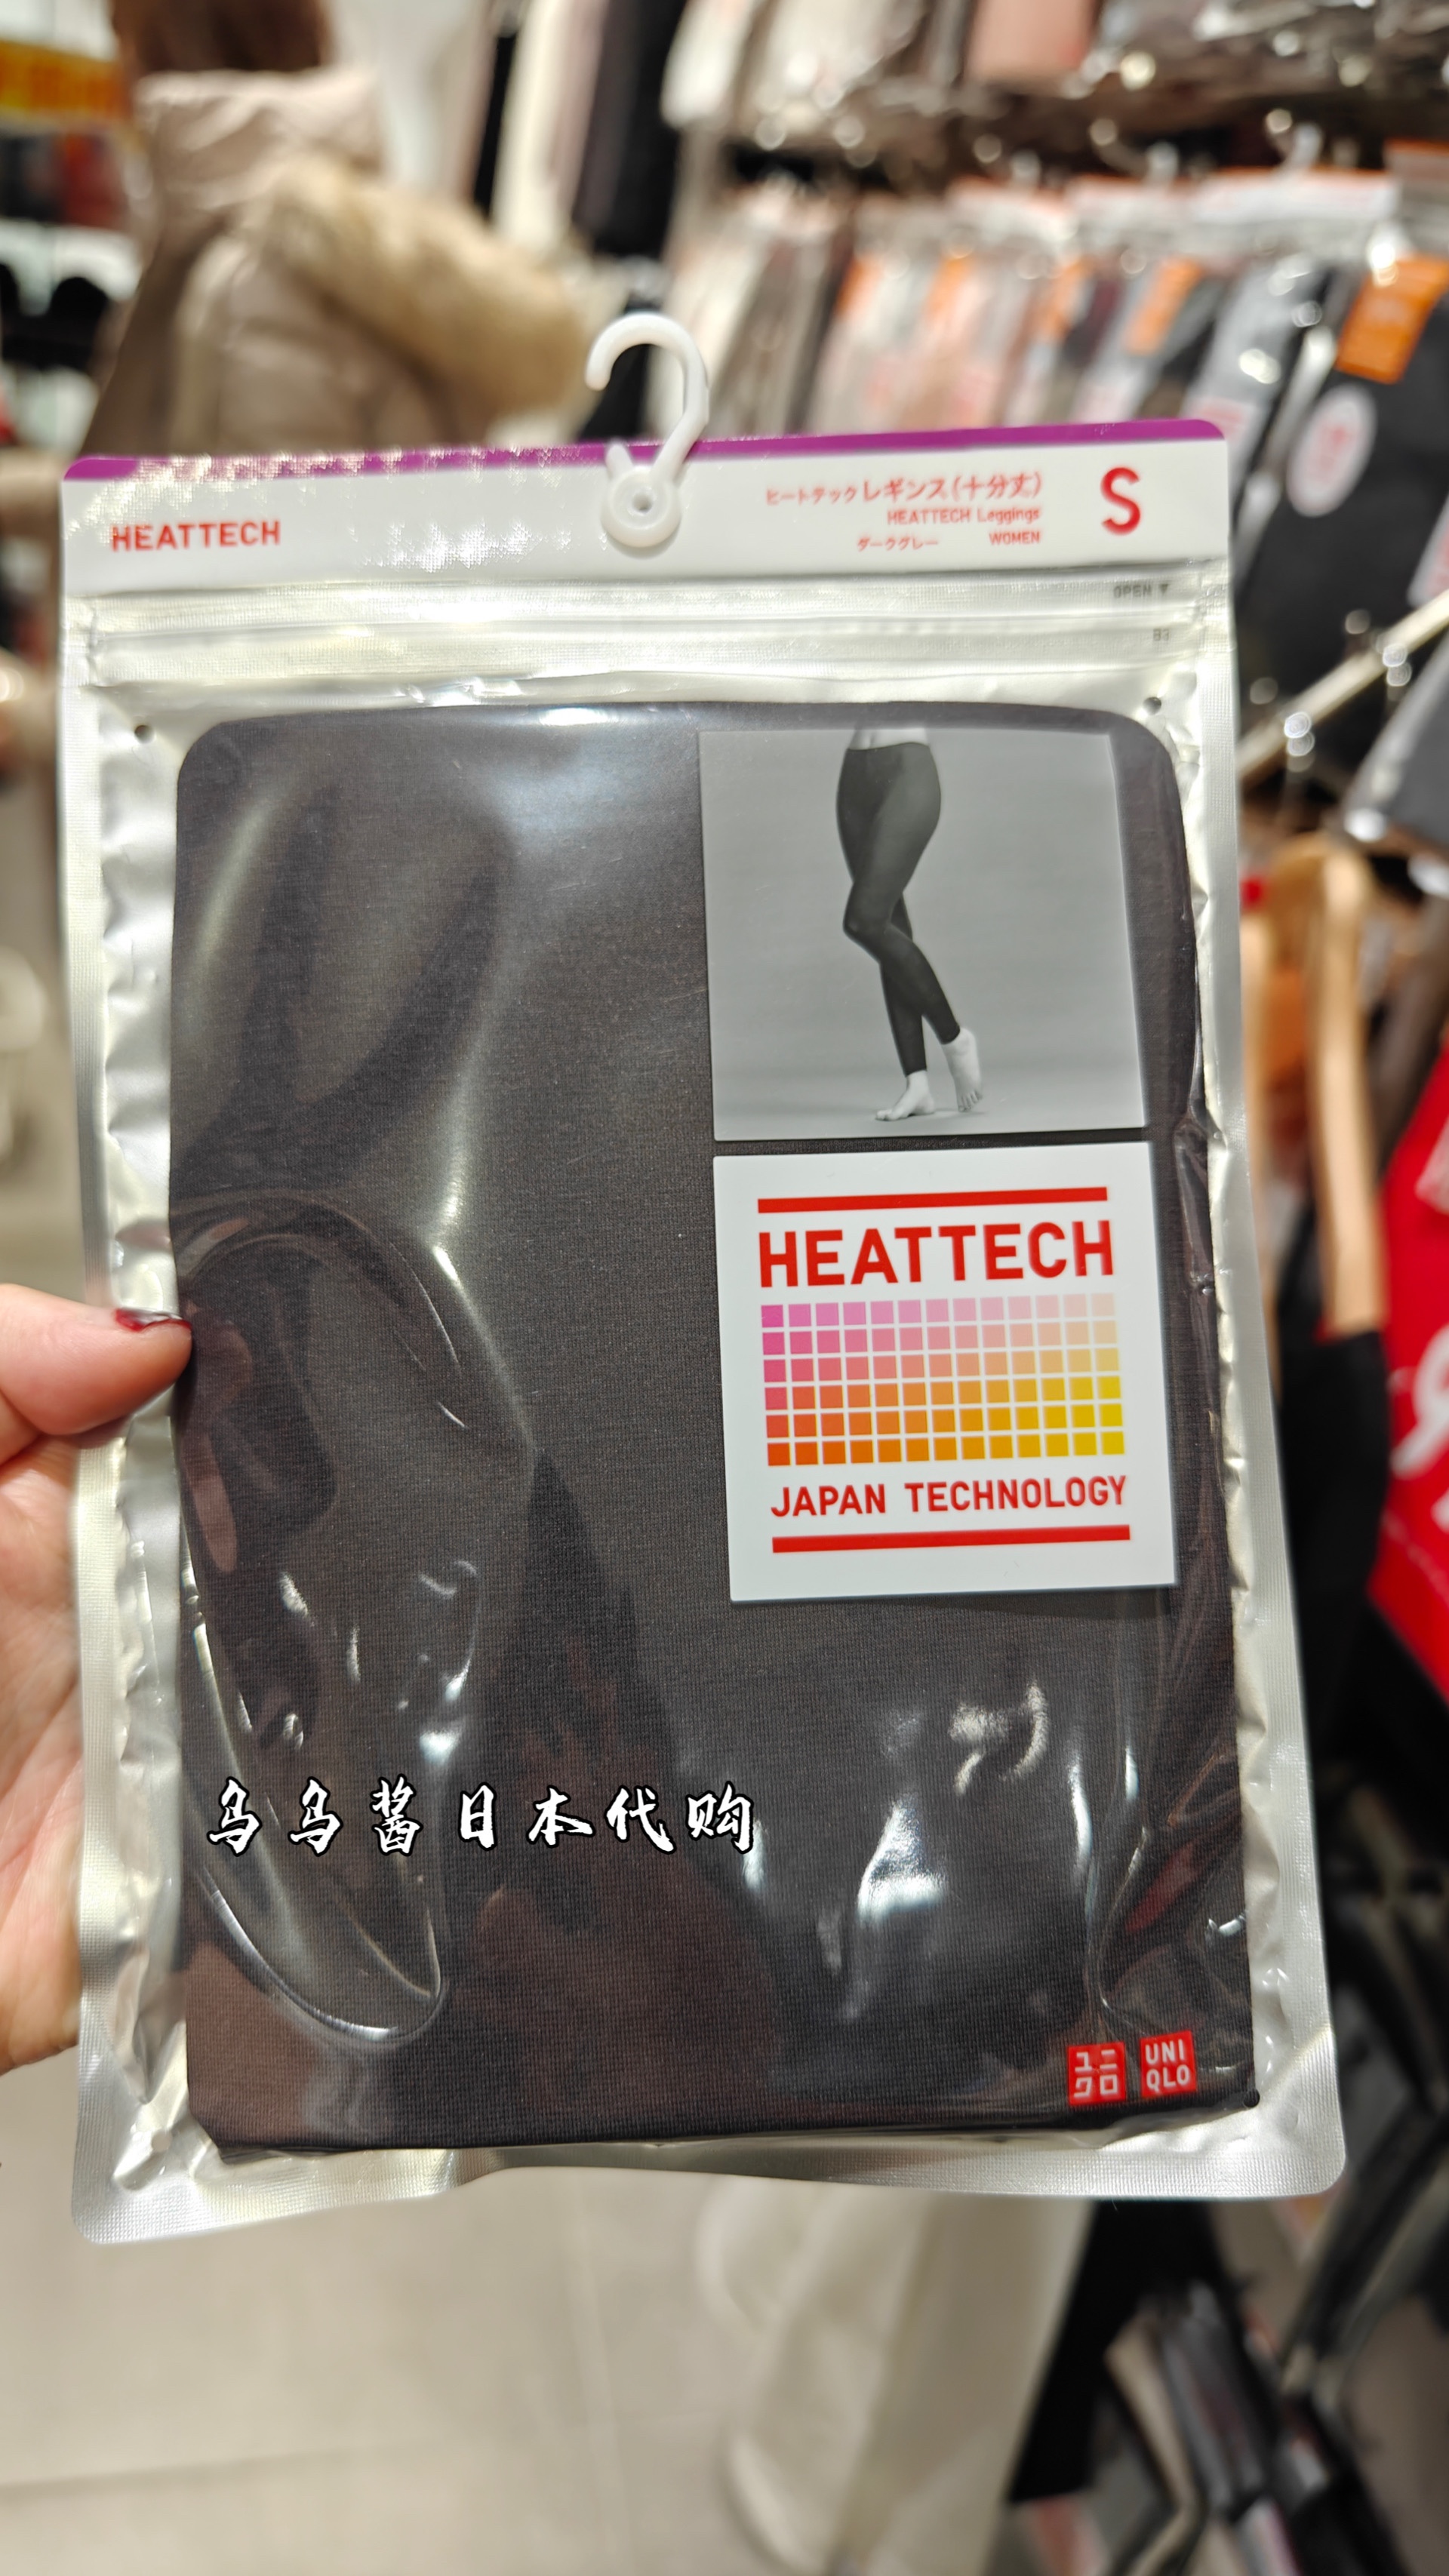 HEATTECH
ヒートテックレギンス(十分丈)
HEATTECH Leggings
ダークグレー WOMEN
S
OPEN ▼
B3
HEATTECH
JAPAN TECHNOLOGY
乌乌酱日本代购
ユニ
クロ
UNI
QLO